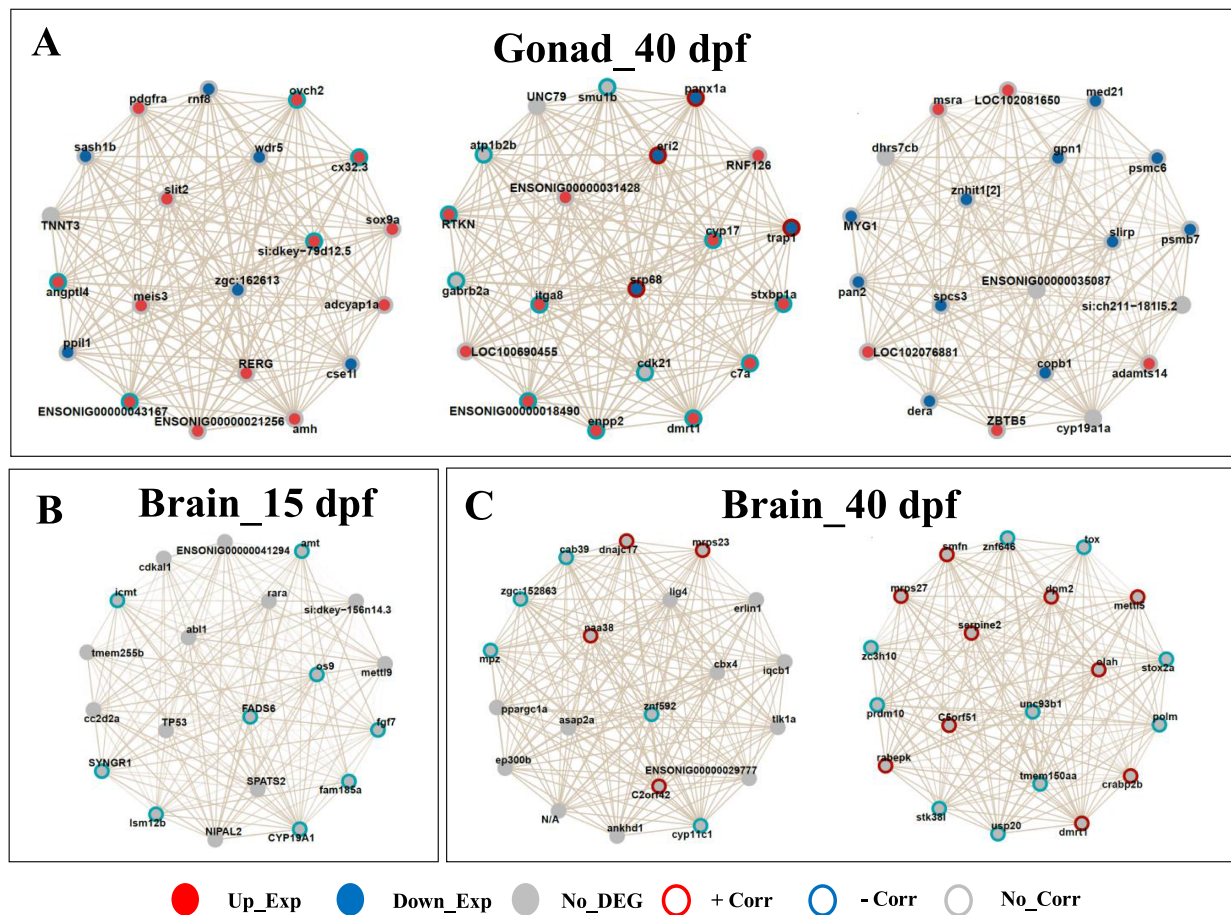 A
Gonad_40 dpf
pdgfra
rnf8
ovch2
sash1b
wdr5
cx32.3
slit2
TNNT3
sox9a
si:dkey-79d12.5
angptl4
zgc:162613
meis3
adcyap1a
ppil1
RERG
cse1l
ENSONIG00000043167
ENSONIG00000021256
amh
UNC79
smu1b
panx1a
atp1b2b
eri2
RNF126
ENSONIG00000031428
RTKN
cyp17
trap1
gabrb2a
srp68
itga8
stxbp1a
LOC100690455
cdk21
c7a
ENSONIG00000018490
enpp2
dmrt1
LOC102081650
msra
med21
dhrs7cb
gpn1
psmc6
znhit1[2]
MYG1
slirp
psmb7
ENSONIG00000035087
pan2
spcs3
si:ch211-181l5.2
LOC102076881
copb1
adamts14
dera
ZBTB5
cyp19a1a
B
Brain_15 dpf
ENSONIG00000041294
amt
cdkal1
icmt
rara
si:dkey-156n14.3
abl1
tmem255b
os9
mettl9
cc2d2a
TP53
FADS6
fgf7
SYNGR1
SPATS2
fam185a
lsm12b
NIPAL2
CYP19A1
C
Brain_40 dpf
cab39
dnajc17
mrps23
zgc:152863
lig4
erlin1
naa38
mpz
cbx4
iqcb1
ppargc1a
asap2a
znf592
tlk1a
ep300b
ENSONIG00000029777
C2orf42
N/A
ankhd1
cyp11c1
smfn
znf646
tox
mrps27
dpm2
mettl5
serpine2
zc3h10
olah
stox2a
prdm10
C5orf51
unc93b1
polm
rabepk
tmem150aa
crabp2b
stk38l
usp20
dmrt1
Up_Exp
Down_Exp
No_DEG
+ Corr
- Corr
No_Corr